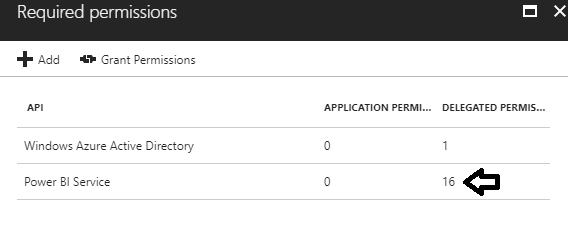 Required permissions
Add Grant Permissions
API APPLICATION PERMI... DELEGATED PERMIS...
Windows Azure Active Directory 0 1
Power BI Service 0 16